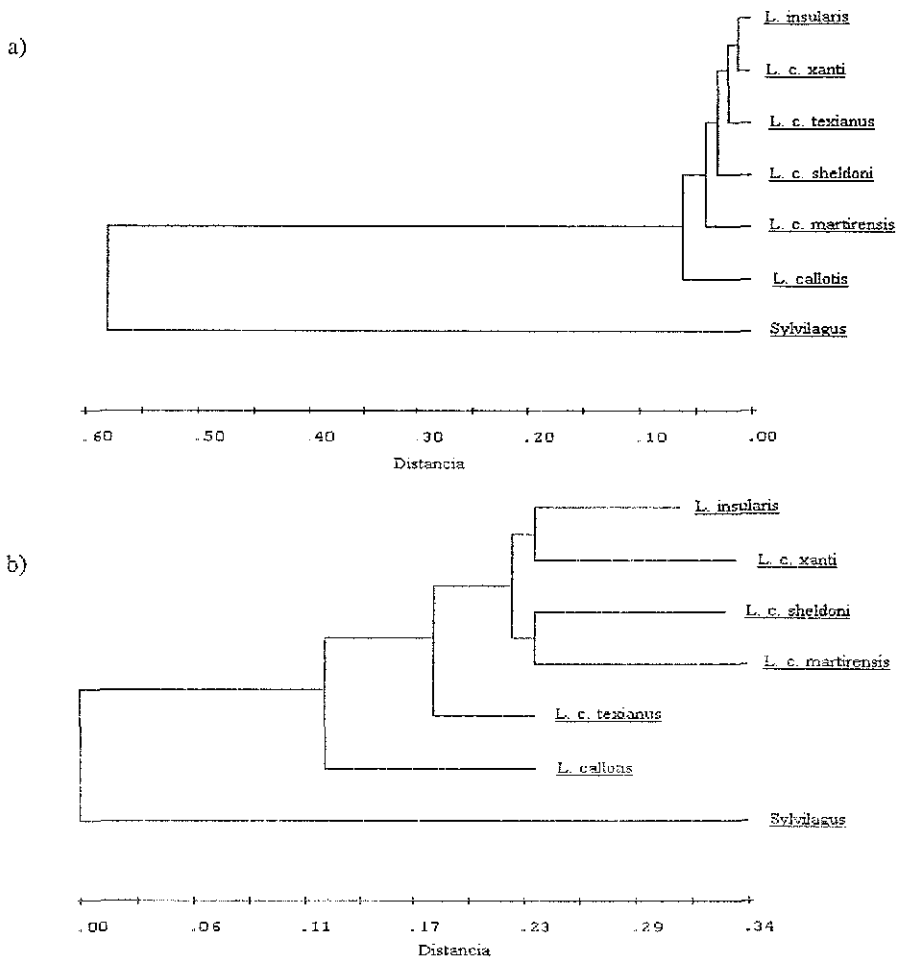 a)
L. insularis
L. c. xanti
L. c. texianus
L. c. sheldoni
L. c. martirensis
L. callotis
Sylvilagus
.60 .50 .40 .30 .20 .10 .00
Distancia
b)
L. insularis
L. c. xanti
L. c. sheldoni
L. c. martirensis
L. c. texianus
L. callotis
Sylvilagus
.00 .06 .11 .17 .23 .29 .34
Distancia